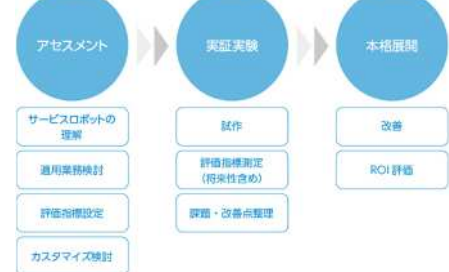 アセスメント
実証実験
本格展開
サービスロボットの
理解
適用業務検討
評価指標設定
カスタマイズ検討
試作
評価指標測定
(将来性含め)
課題・改善点整理
改善
ROI 評価